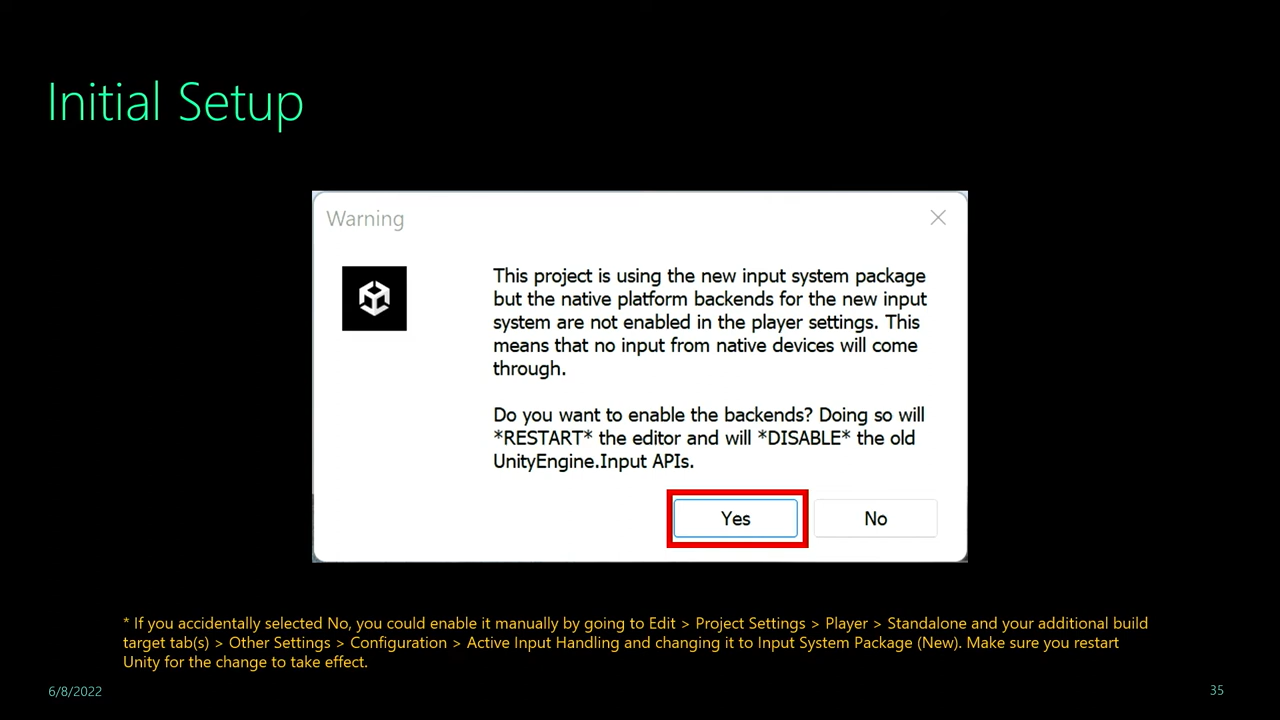 Initial Setup
Warning
This project is using the new input system package
but the native platform backends for the new input
system are not enabled in the player settings. This
means that no input from native devices will come
through.
Do you want to enable the backends? Doing so will
*RESTART* the editor and will *DISABLE* the old
UnityEngine.Input APIs.
Yes
No
* If you accidentally selected No, you could enable it manually by going to Edit > Project Settings > Player > Standalone and your additional build
target tab(s) > Other Settings > Configuration > Active Input Handling and changing it to Input System Package (New). Make sure you restart
Unity for the change to take effect.
6/8/2022
35